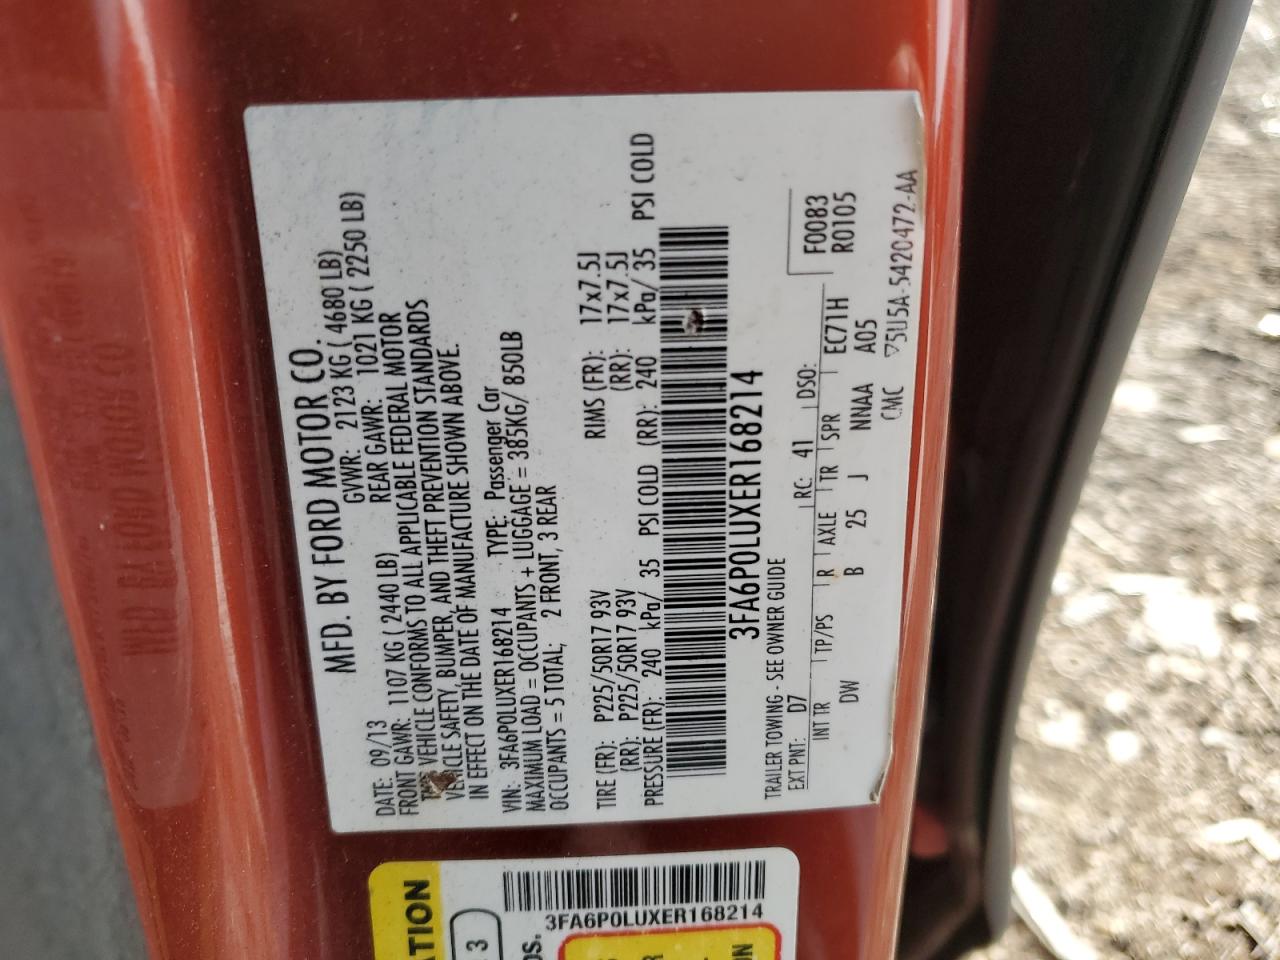 MFD. BY FORD MOTOR CO.
DATE: 09/13 GVWR: 2123 KG ( 4680 LB)
FRONT GAWR: 1107 KG ( 2440 LB) REAR GAWR: 1021 KG ( 2250 LB)
VEHICLE CONFORMS TO ALL APPLICABLE FEDERAL MOTOR
VEHICLE SAFETY, BUMPER, AND THEFT PREVENTION STANDARDS
IN EFFECT ON THE DATE OF MANUFACTURE SHOWN ABOVE.
VIN: 3FA6P0LUXER168214 TYPE: Passenger Car
MAXIMUM LOAD = OCCUPANTS + LUGGAGE = 385KG/ 850LB
OCCUPANTS = 5 TOTAL; 2 FRONT, 3 REAR
TIRE (FR): P225/50R17 93V RIMS (FR): 17x7.5J
(RR): P225/50R17 93V (RR): 17x7.5J
PRESSURE (FR): 240 kPa/ 35 PSI COLD (RR): 240 kPa/ 35 PSI COLD
3FA6P0LUXER168214
TRAILER TOWING - SEE OWNER GUIDE
EXT PNT: D7 RC: 41 DSO: F0083
R0105
INT TR TP/PS R AXLE TR SPR EC71H
DW B 25 J NNAA A05
CMC ▽5U5A-5420472-AA
3FA6P0LUXER168214